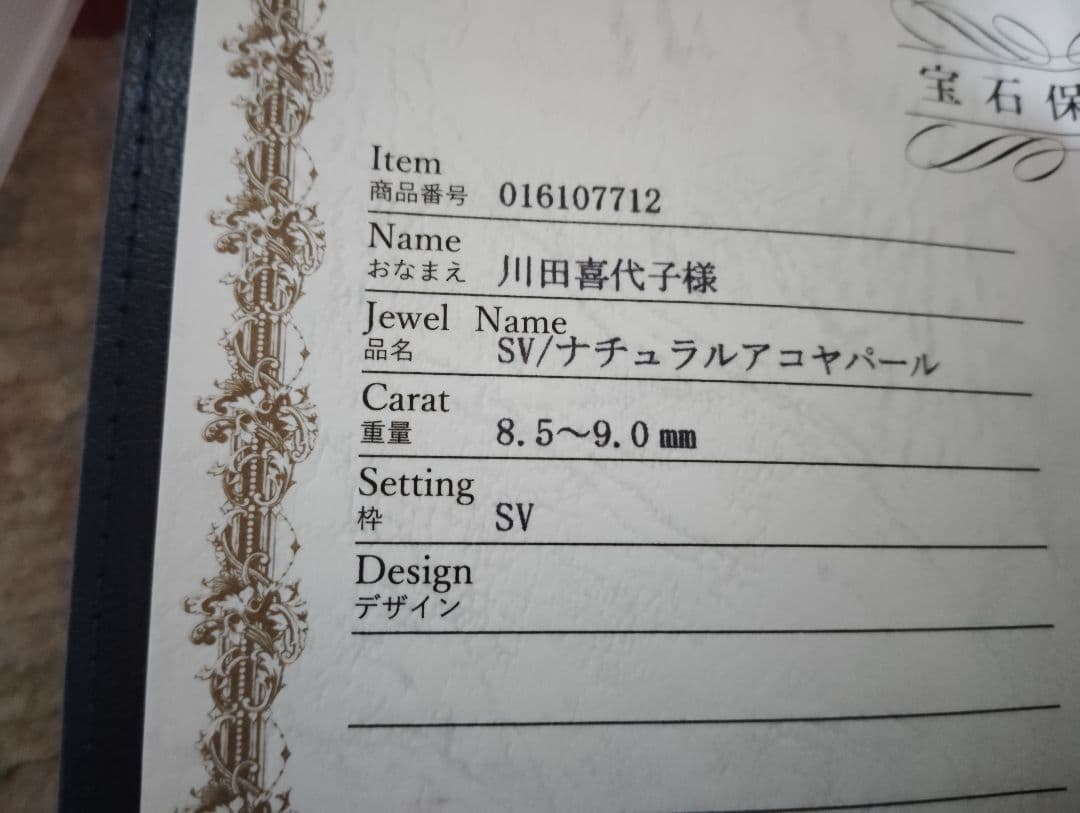 宝石保
Item
商品番号 016107712
Name
おなまえ 川田喜代子様
Jewel Name
品名 SV/ナチュラルアコヤパール
Carat
重量 8.5～9.0㎜
Setting
枠 SV
Design
デザイン